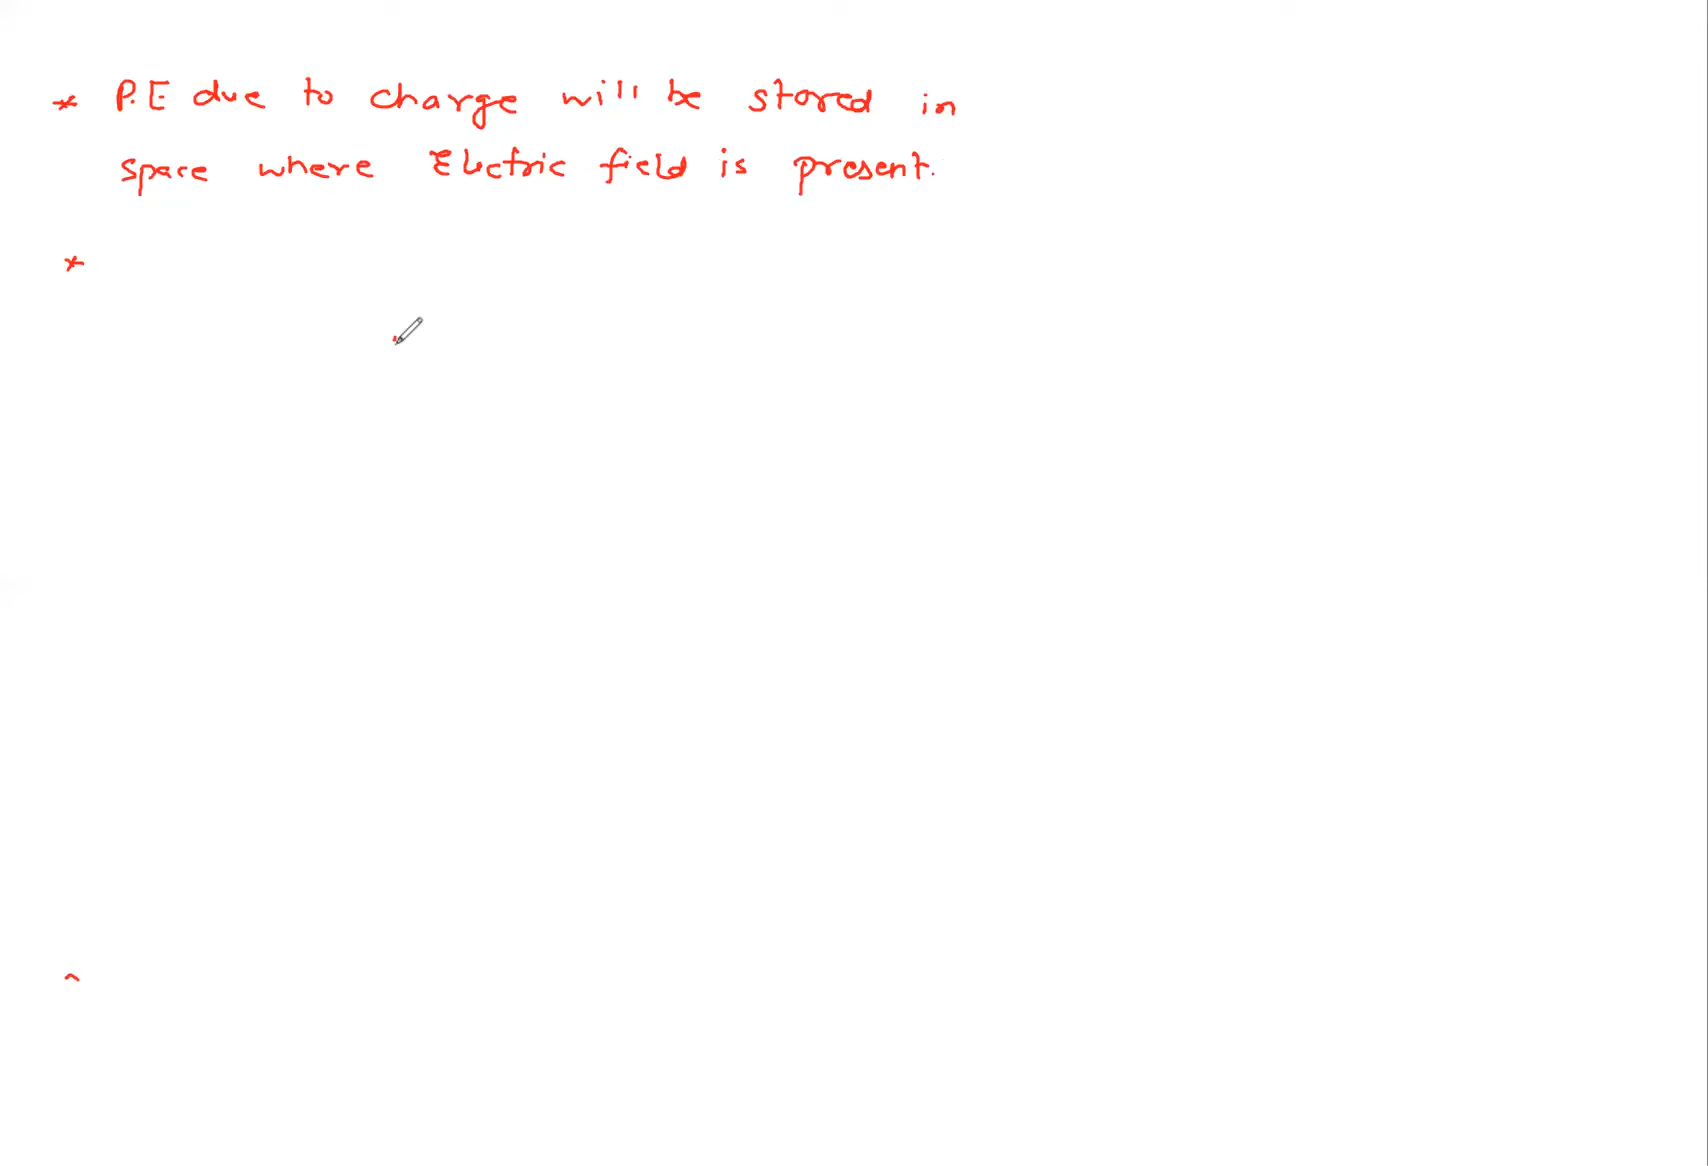 * P.E due to charge will be stored in
space where Electric field is present.
*